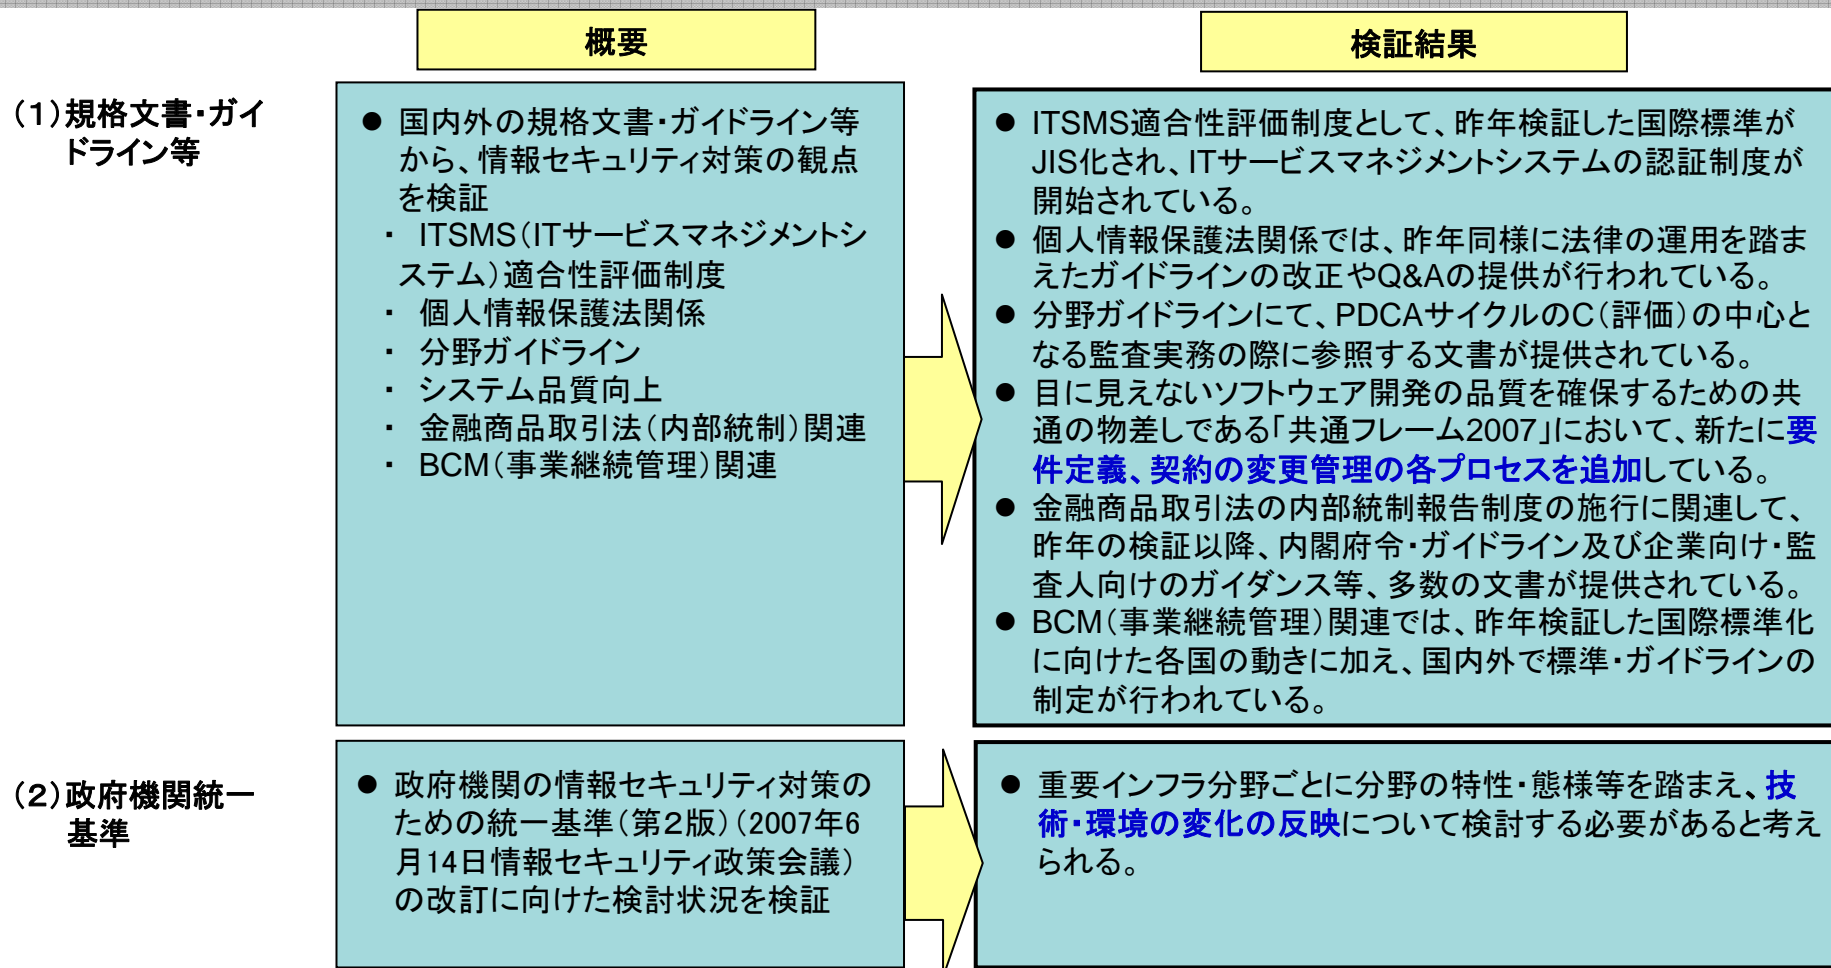 概要
検証結果
(1)規格文書・ガイ
ドライン等
● 国内外の規格文書・ガイドライン等
から、情報セキュリティ対策の観点
を検証
・ ITSMS(ITサービスマネジメントシ
ステム)適合性評価制度
・ 個人情報保護法関係
・ 分野ガイドライン
・ システム品質向上
・ 金融商品取引法(内部統制)関連
・ BCM(事業継続管理)関連
● ITSMS適合性評価制度として、昨年検証した国際標準が
JIS化され、ITサービスマネジメントシステムの認証制度が
開始されている。
● 個人情報保護法関係では、昨年同様に法律の運用を踏ま
えたガイドラインの改正やQ&Aの提供が行われている。
● 分野ガイドラインにて、PDCAサイクルのC(評価)の中心と
なる監査実務の際に参照する文書が提供されている。
● 目に見えないソフトウェア開発の品質を確保するための共
通の物差しである「共通フレーム2007」において、新たに要
件定義、契約の変更管理の各プロセスを追加している。
● 金融商品取引法の内部統制報告制度の施行に関連して、
昨年の検証以降、内閣府令・ガイドライン及び企業向け・監
査人向けのガイダンス等、多数の文書が提供されている。
● BCM(事業継続管理)関連では、昨年検証した国際標準化
に向けた各国の動きに加え、国内外で標準・ガイドラインの
制定が行われている。
(2)政府機関統一
基準
● 政府機関の情報セキュリティ対策の
ための統一基準(第2版)(2007年6
月14日情報セキュリティ政策会議)
の改訂に向けた検討状況を検証
● 重要インフラ分野ごとに分野の特性・態様等を踏まえ、技
術・環境の変化の反映について検討する必要があると考え
られる。